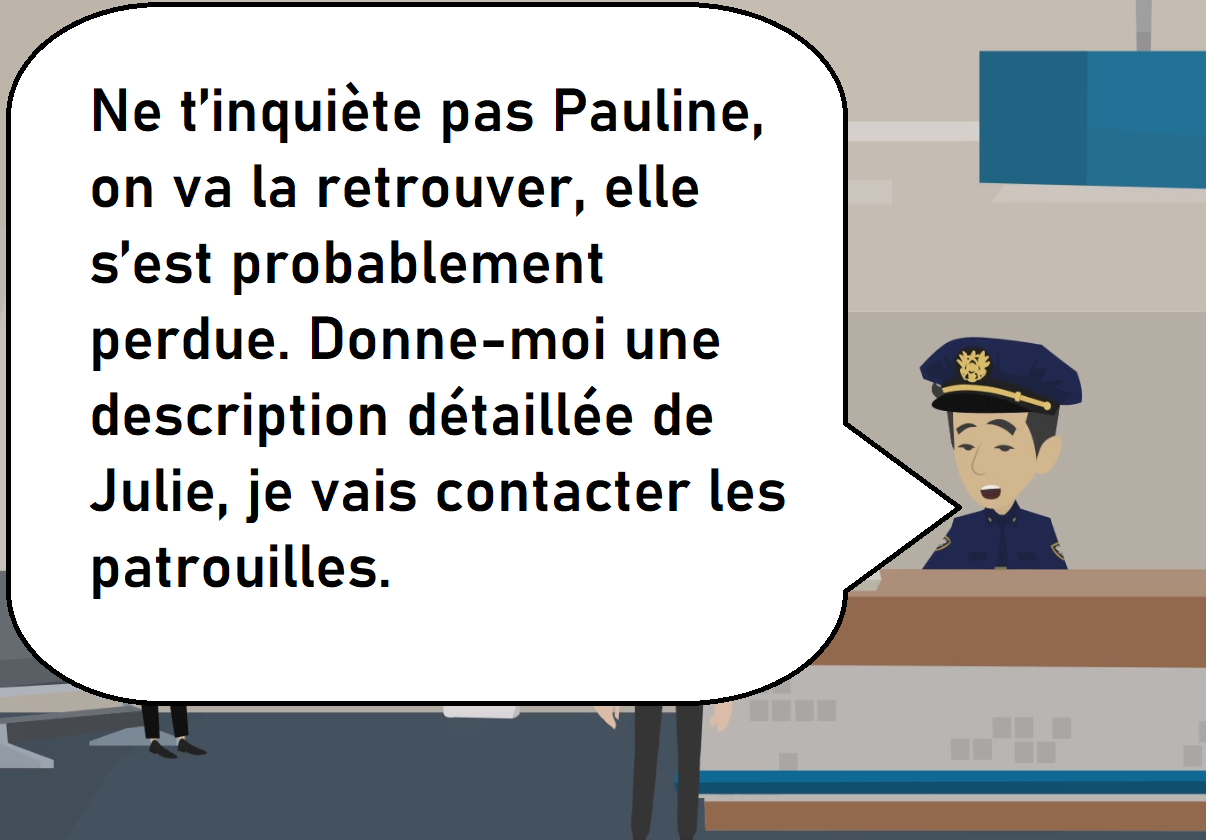 Ne t’inquiète pas Pauline,
on va la retrouver, elle
s’est probablement
perdue. Donne-moi une
description détaillée de
Julie, je vais contacter les
patrouilles.